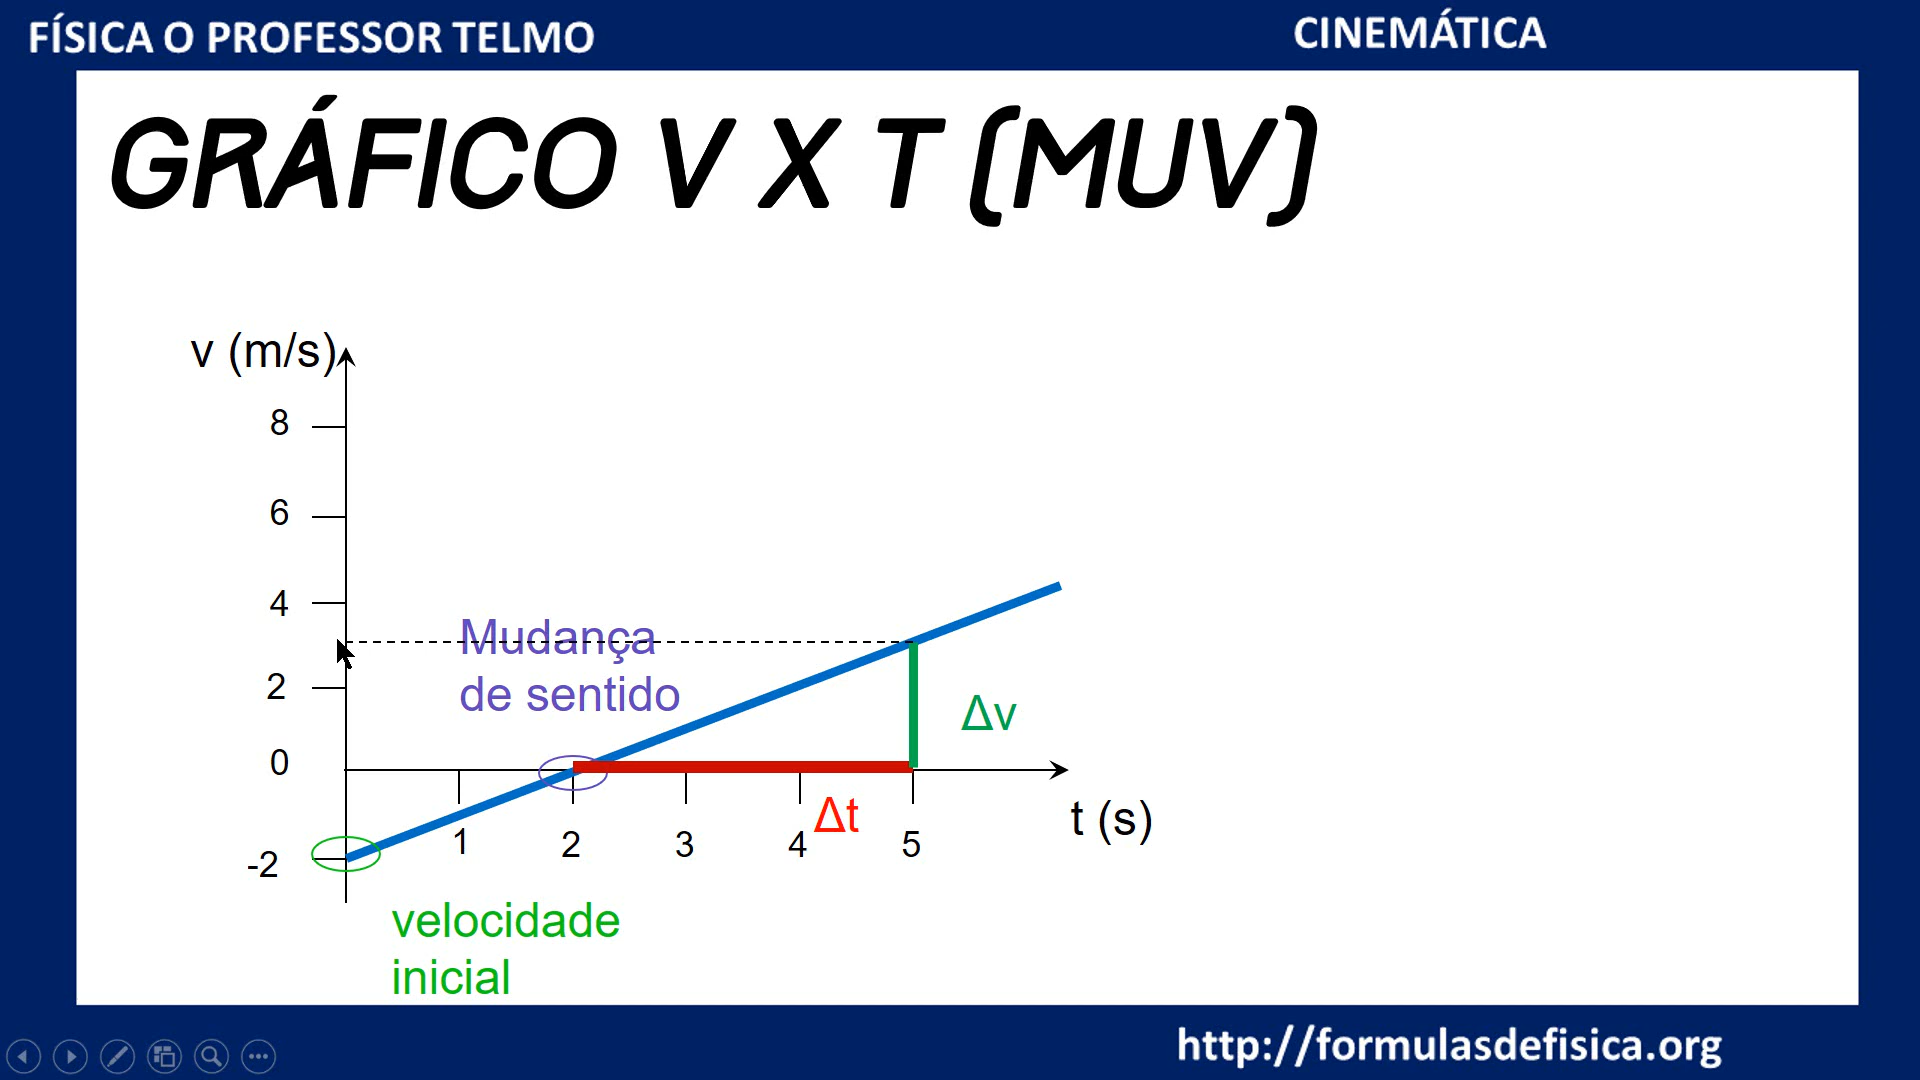 FÍSICA O PROFESSOR TELMO
CINEMÁTICA
GRÁFICO V X T (MUV)
v (m/s)
8
6
4
Mudança
de sentido
2
Δv
0
Δt
t (s)
1 2 3 4 5
-2
velocidade
inicial
http://formulasdefisica.org